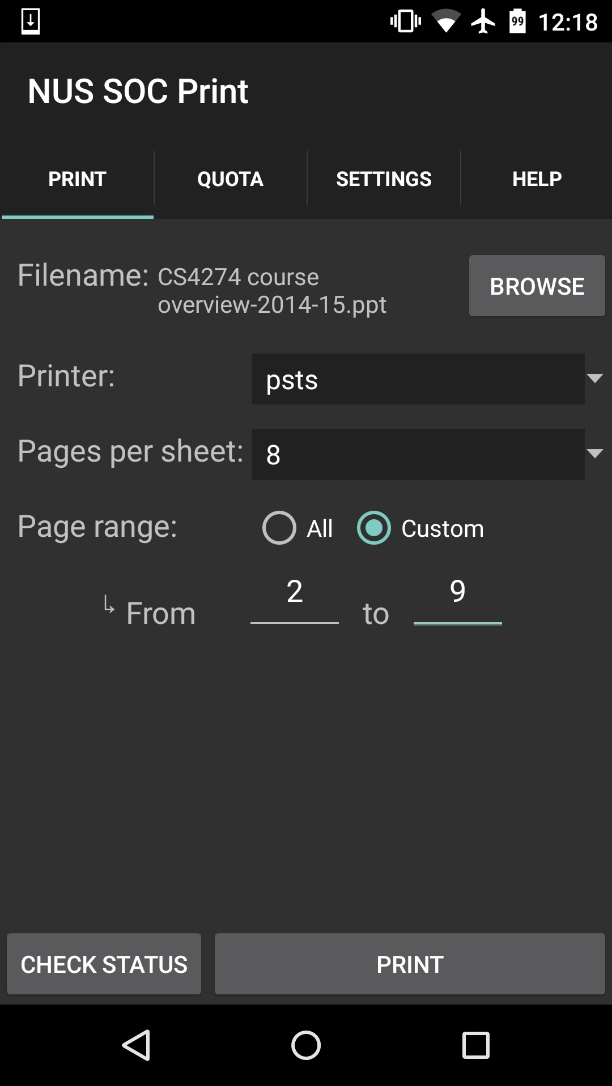 99 12:18
NUS SOC Print
PRINT QUOTA SETTINGS HELP
Filename: CS4274 course
overview-2014-15.ppt
BROWSE
Printer: psts
Pages per sheet: 8
Page range: All Custom
↳ From 2 to 9
CHECK STATUS PRINT